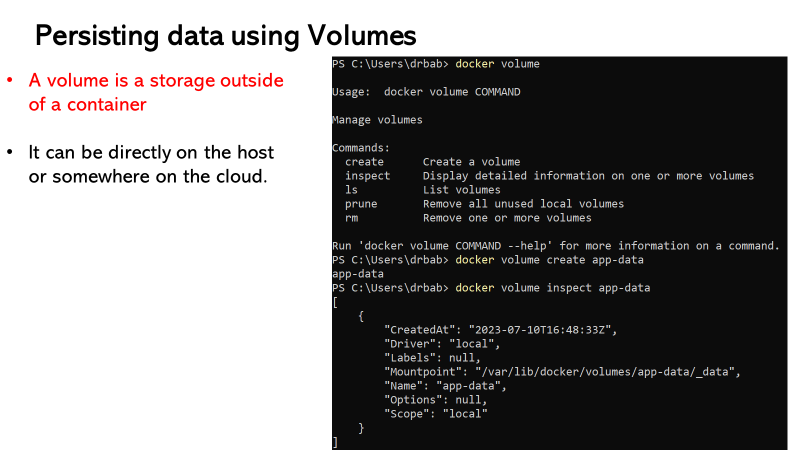 Persisting data using Volumes
• A volume is a storage outside
of a container
• It can be directly on the host
or somewhere on the cloud.
PS C:\Users\drbab> docker volume
Usage:  docker volume COMMAND
Manage volumes
Commands:
  create      Create a volume
  inspect     Display detailed information on one or more volumes
  ls          List volumes
  prune       Remove all unused local volumes
  rm          Remove one or more volumes
Run 'docker volume COMMAND --help' for more information on a command.
PS C:\Users\drbab> docker volume create app-data
app-data
PS C:\Users\drbab> docker volume inspect app-data
[
    {
        "CreatedAt": "2023-07-10T16:48:33Z",
        "Driver": "local",
        "Labels": null,
        "Mountpoint": "/var/lib/docker/volumes/app-data/_data",
        "Name": "app-data",
        "Options": null,
        "Scope": "local"
    }
]